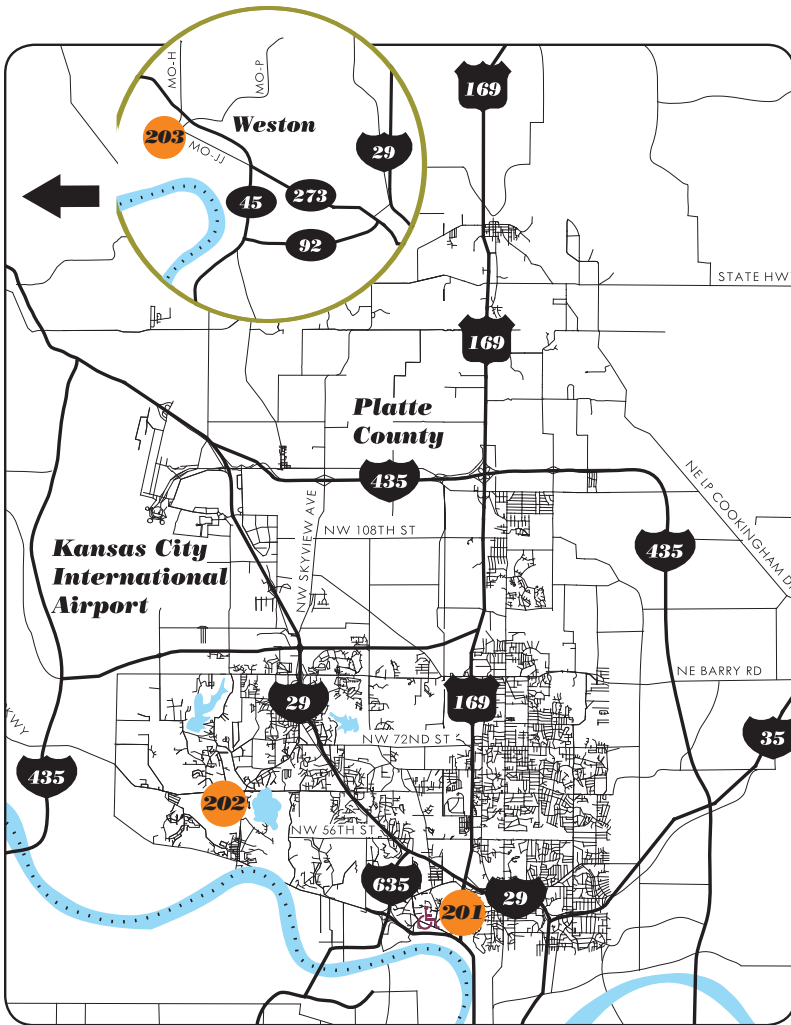 MO-H
MO-P
169
Weston
203
29
MO-JJ
273
45
92
STATE HW
169
Platte
County
435
NE LP COOKINGHAM D
NW SKYVIEW AVE
NW 108TH ST
435
Kansas City
International
Airport
NE BARRY RD
29
169
KWY
NW 72ND ST
35
435
202
NW 56TH ST
635
29
201